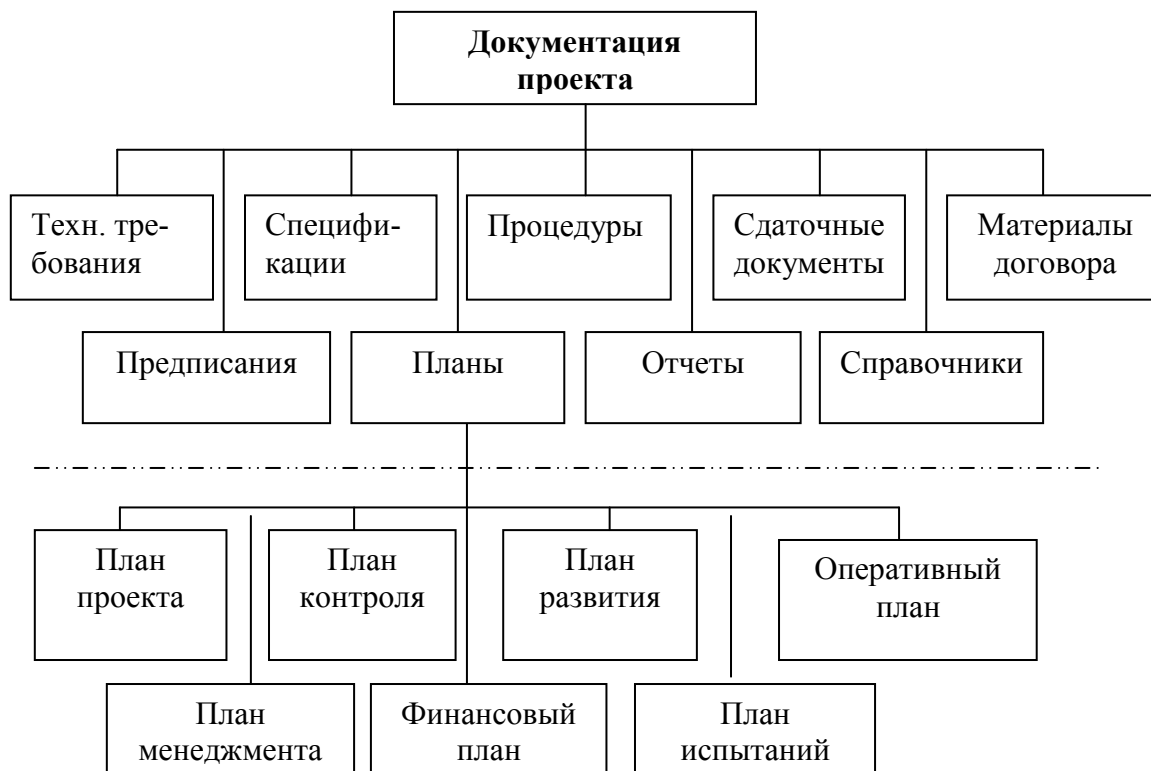 Документация
проекта
Техн. тре-
бования
Специфи-
кации
Процедуры
Сдаточные
документы
Материалы
договора
Предписания
Планы
Отчеты
Справочники
План
проекта
План
контроля
План
развития
Оперативный
план
План
менеджмента
Финансовый
план
План
испытаний